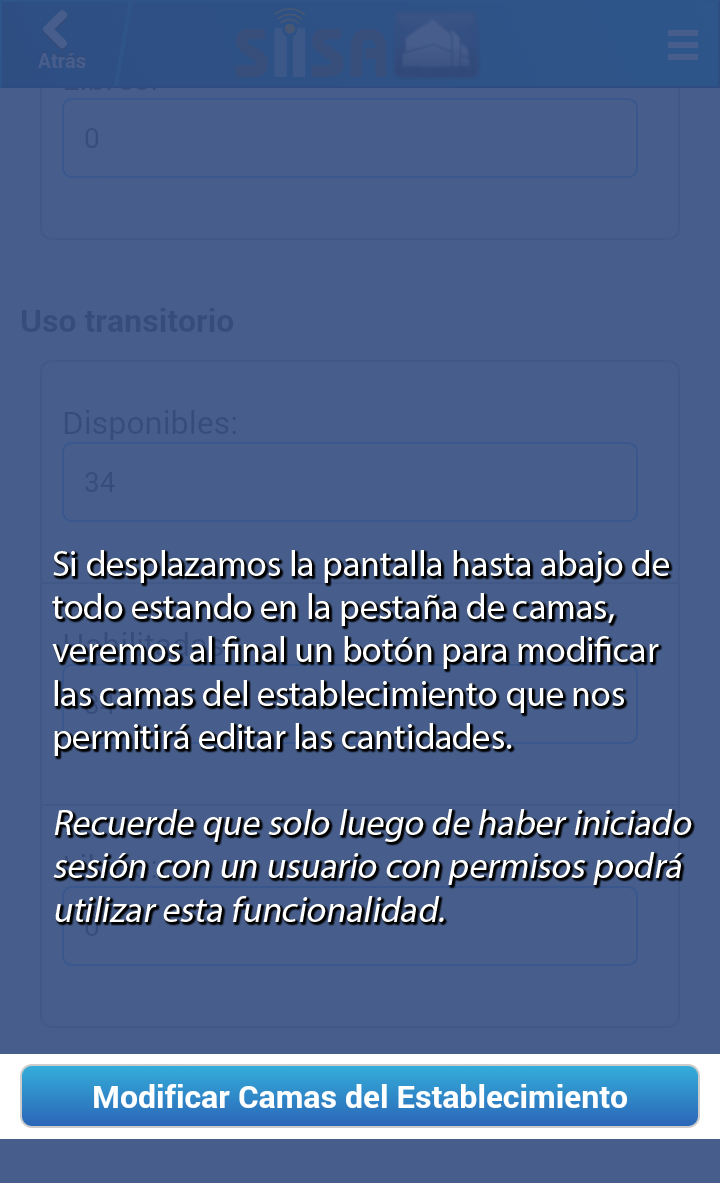 Atrás
SIISA
0
Uso transitorio
Disponibles:
34
Si desplazamos la pantalla hasta abajo de
todo estando en la pestaña de camas,
veremos al final un botón para modificar
las camas del establecimiento que nos
permitirá editar las cantidades.
Recuerde que solo luego de haber iniciado
sesión con un usuario con permisos podrá
utilizar esta funcionalidad.
0
Modificar Camas del Establecimiento